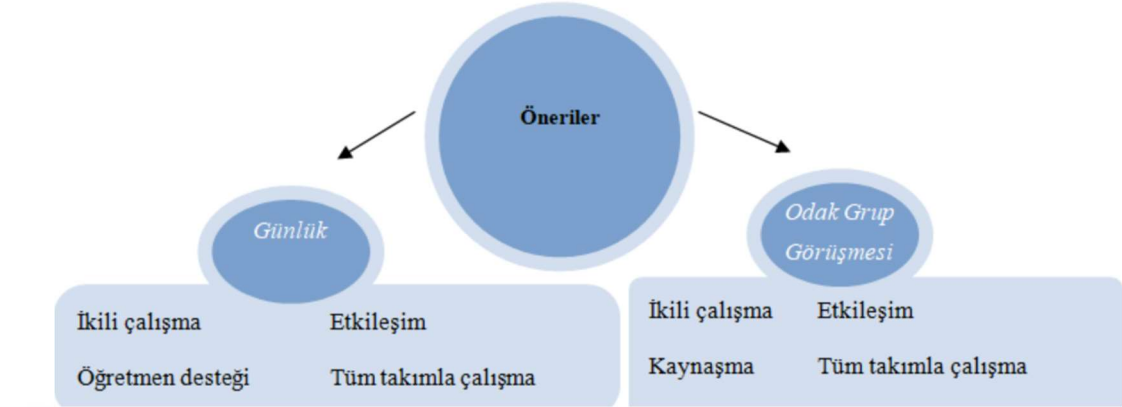 Öneriler
Günlük
İkili çalışma Etkileşim
Öğretmen desteği Tüm takımla çalışma
Odak Grup
Görüşmesi
İkili çalışma Etkileşim
Kaynaşma Tüm takımla çalışma